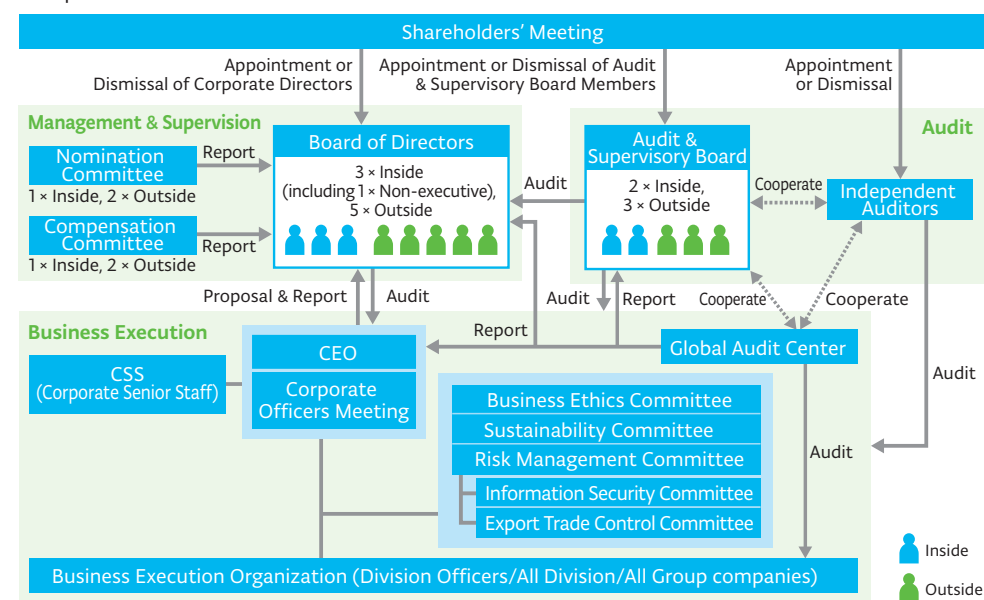 Shareholders' Meeting
Appointment or
Dismissal of Corporate Directors
Appointment or Dismissal of Audit
& Supervisory Board Members
Appointment
or Dismissal
Management & Supervision
Audit
Nomination
Committee
1 × Inside, 2 × Outside
Report
Compensation
Committee
1 × Inside, 2 × Outside
Report
Board of Directors
3 × Inside
(including 1 × Non-executive),
5 × Outside
Audit
Audit &
Supervisory Board
2 × Inside,
3 × Outside
Cooperate
Independent
Auditors
Proposal & Report
Audit
Audit
Report
Cooperate
Cooperate
Business Execution
Report
Global Audit Center
CSS
(Corporate Senior Staff)
CEO
Corporate
Officers Meeting
Business Ethics Committee
Sustainability Committee
Risk Management Committee
Information Security Committee
Export Trade Control Committee
Audit
Audit
Business Execution Organization (Division Officers/All Division/All Group companies)
Inside
Outside